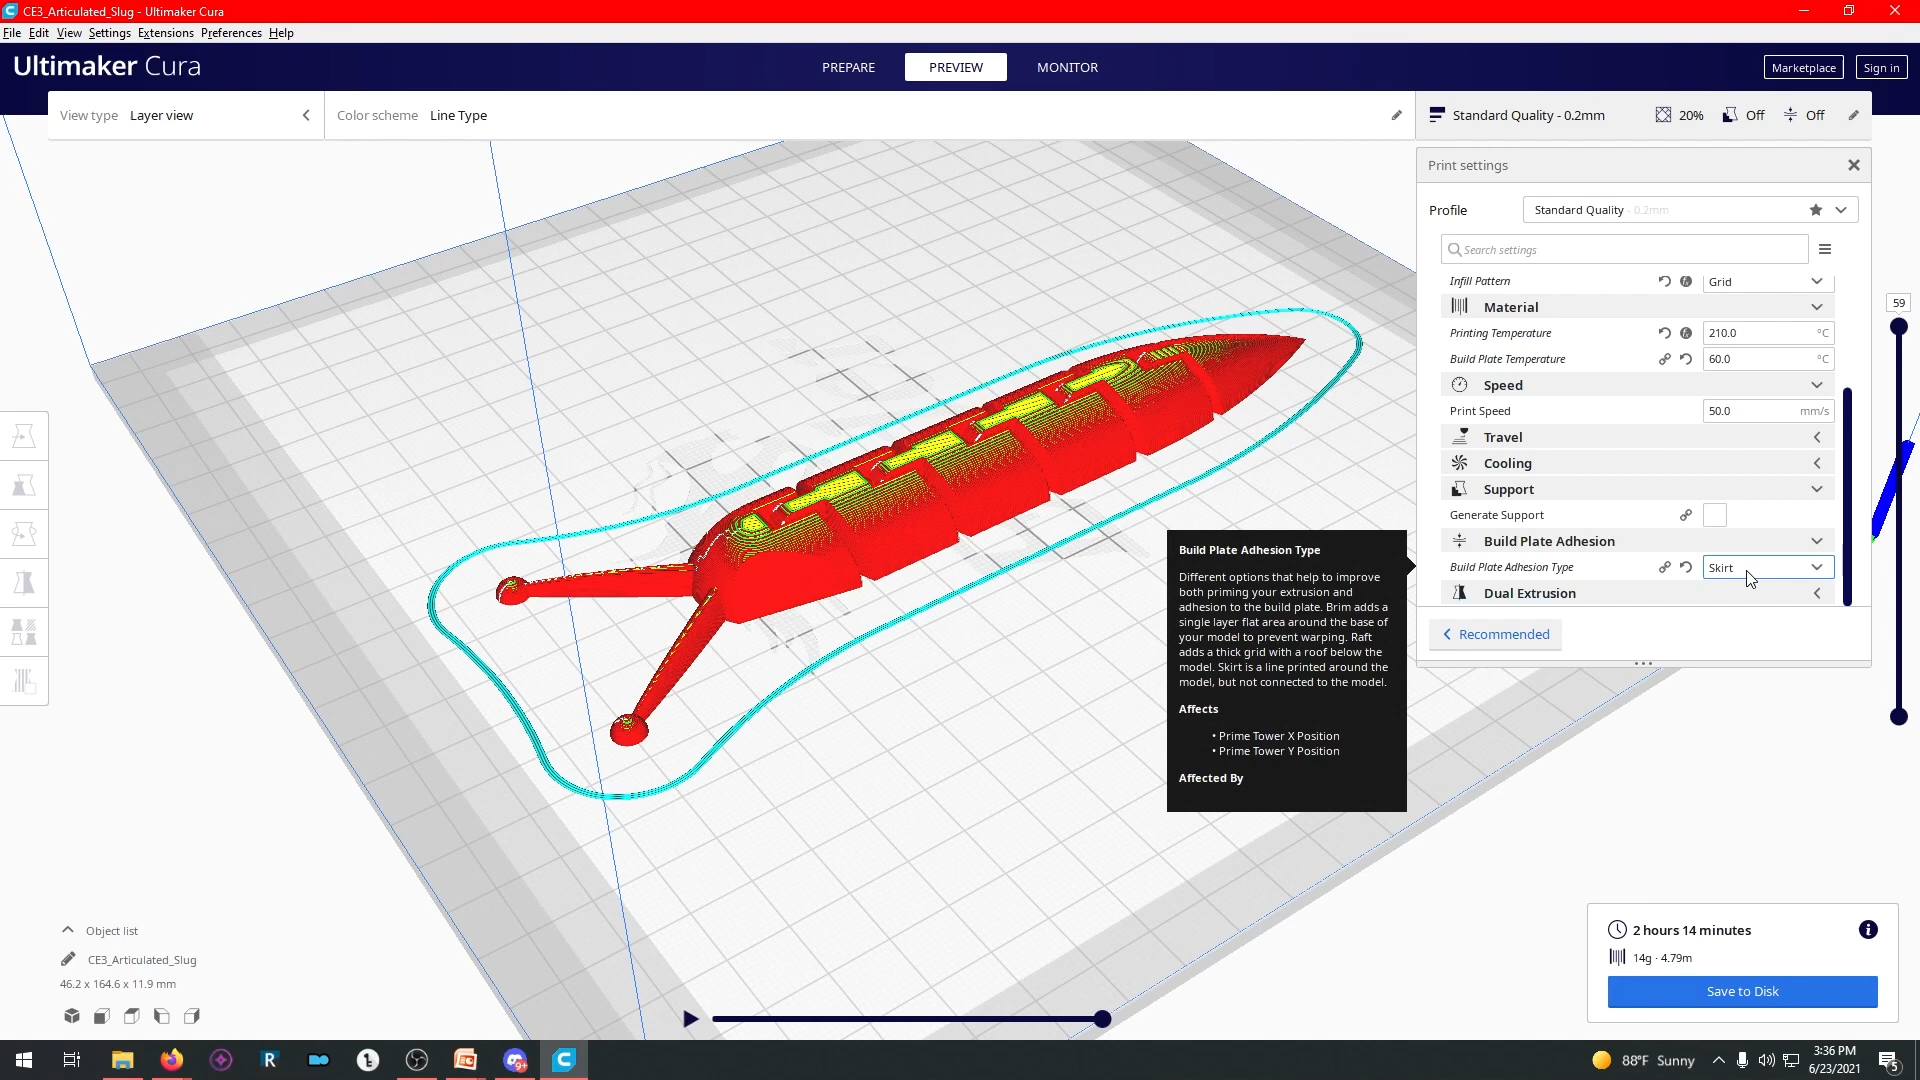 CE3_Articulated_Slug - Ultimaker Cura
File Edit View Settings Extensions Preferences Help
Ultimaker Cura
PREPARE
PREVIEW
MONITOR
Marketplace
Sign in
View type Layer view
Color scheme Line Type
Standard Quality - 0.2mm
20%
Off
Off
Print settings
Profile
Standard Quality - 0.2mm
Search settings
Infill Pattern
Grid
Material
Printing Temperature
210.0 °C
Build Plate Temperature
60.0 °C
Speed
Print Speed
50.0 mm/s
Travel
Cooling
Support
Generate Support
Build Plate Adhesion
Build Plate Adhesion Type
Skirt
Dual Extrusion
Recommended
59
Build Plate Adhesion Type
Different options that help to improve
both priming your extrusion and
adhesion to the build plate. Brim adds a
single layer flat area around the base of
your model to prevent warping. Raft
adds a thick grid with a roof below the
model. Skirt is a line printed around the
model, but not connected to the model.
Affects
• Prime Tower X Position
• Prime Tower Y Position
Affected By
Object list
CE3_Articulated_Slug
46.2 x 164.6 x 11.9 mm
2 hours 14 minutes
14g · 4.79m
Save to Disk
88°F Sunny
3:36 PM
6/23/2021
5
9+